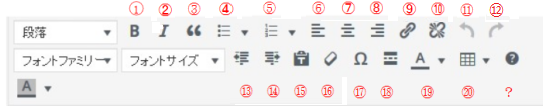 ① ② ③ ④ ⑤ ⑥ ⑦ ⑧ ⑨ ⑩ ⑪ ⑫
段落 B I
フォントファミリー フォントサイズ T Ω A ?
⑬ ⑭ ⑮ ⑯ ⑰ ⑱ ⑲ ⑳ ?
A